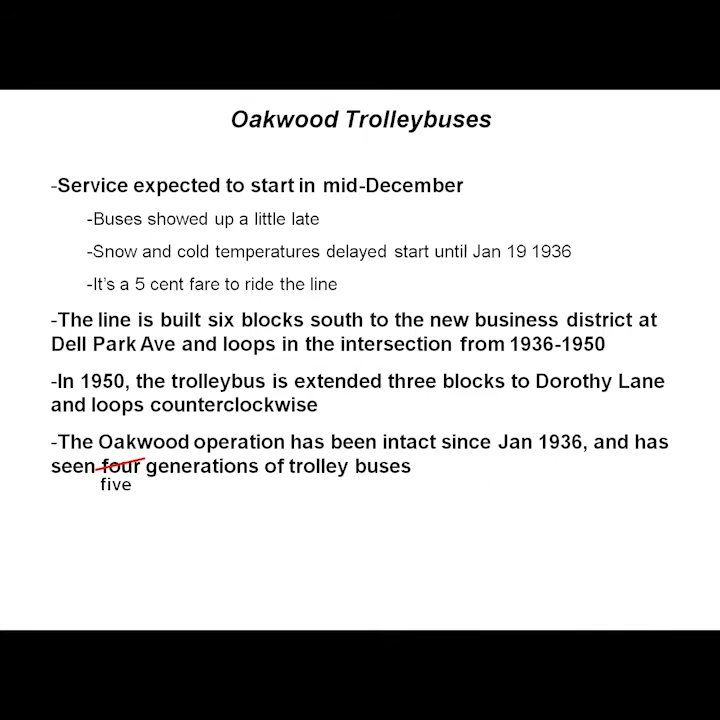 Oakwood Trolleybuses
-Service expected to start in mid-December
-Buses showed up a little late
-Snow and cold temperatures delayed start until Jan 19 1936
-It's a 5 cent fare to ride the line
-The line is built six blocks south to the new business district at
Dell Park Ave and loops in the intersection from 1936-1950
-In 1950, the trolleybus is extended three blocks to Dorothy Lane
and loops counterclockwise
-The Oakwood operation has been intact since Jan 1936, and has
seen four generations of trolley buses
five